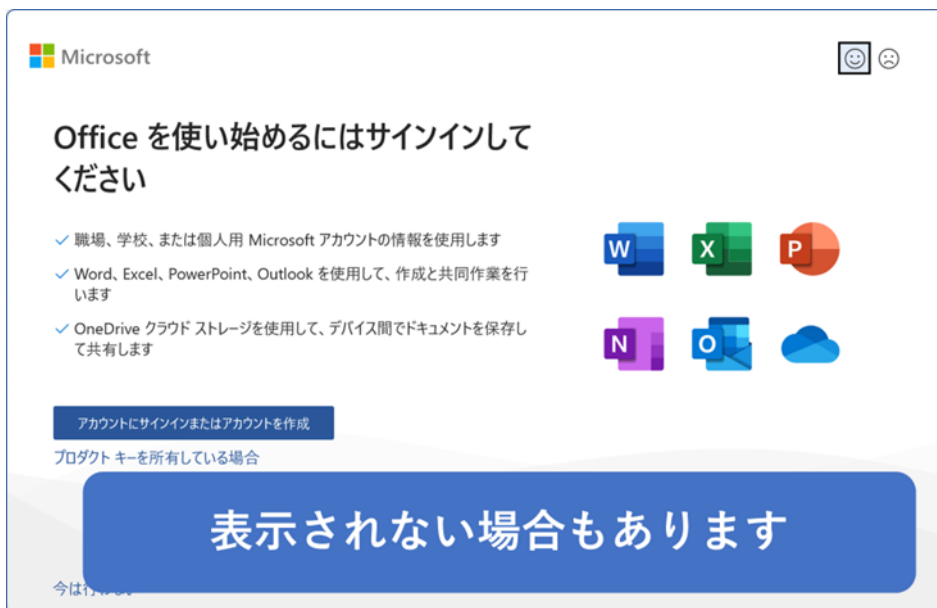 Microsoft
Office を使い始めるにはサインインして
ください
職場、学校、または個人用 Microsoft アカウントの情報を使用します
Word、Excel、PowerPoint、Outlook を使用して、作成と共同作業を行
います
OneDrive クラウド ストレージを使用して、デバイス間でドキュメントを保存し
て共有します
W X P
N O
アカウントにサインインまたはアカウントを作成
プロダクト キーを所有している場合
表示されない場合もあります
今は